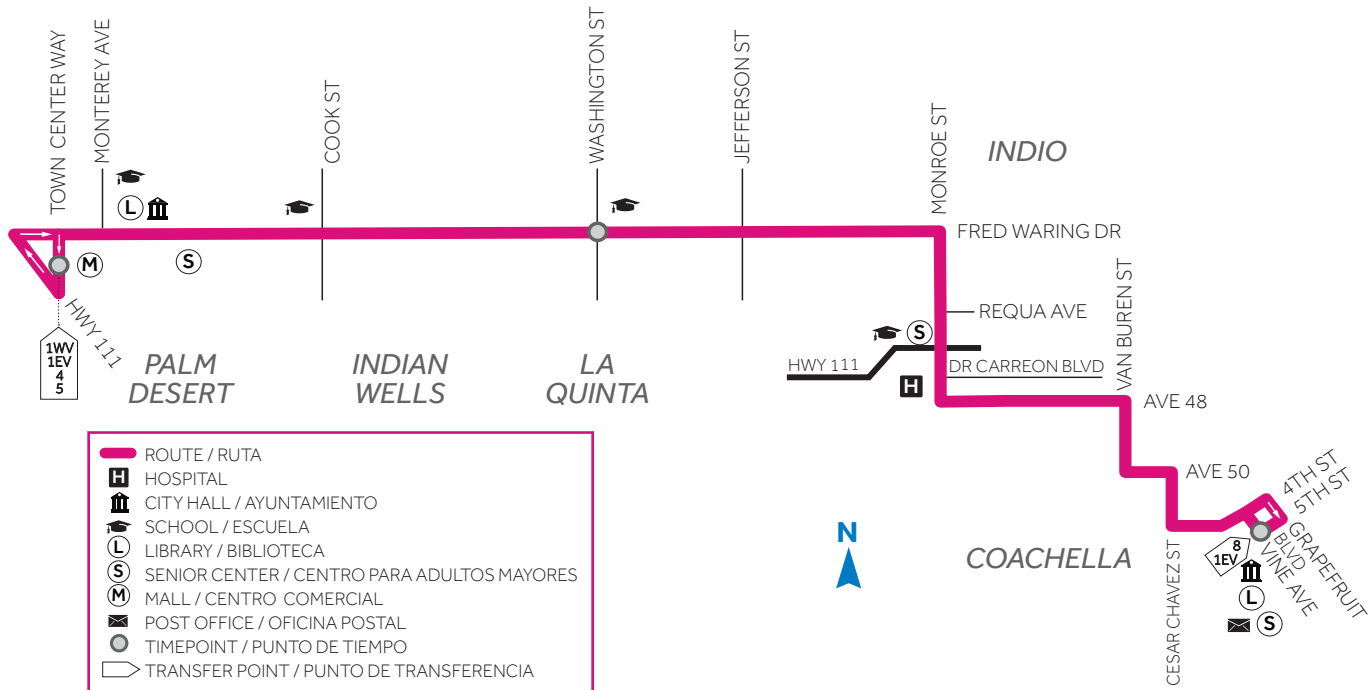 TOWN CENTER WAY
MONTEREY AVE
COOK ST
WASHINGTON ST
JEFFERSON ST
MONROE ST
INDIO
L
FRED WARING DR
M
S
VAN BUREN ST
REQUA AVE
HWY 111
S
1WV
1EV
4
5
PALM
DESERT
INDIAN
WELLS
LA
QUINTA
HWY 111
DR CARREON BLVD
H
AVE 48
ROUTE / RUTA
H
HOSPITAL
CITY HALL / AYUNTAMIENTO
SCHOOL / ESCUELA
L
LIBRARY / BIBLIOTECA
S
SENIOR CENTER / CENTRO PARA ADULTOS MAYORES
M
MALL / CENTRO COMERCIAL
POST OFFICE / OFICINA POSTAL
TIMEPOINT / PUNTO DE TIEMPO
TRANSFER POINT / PUNTO DE TRANSFERENCIA
N
AVE 50
4TH ST
5TH ST
GRAPEFRUIT
BLVD
VINE AVE
COACHELLA
CESAR CHAVEZ ST
8
1EV
L
S